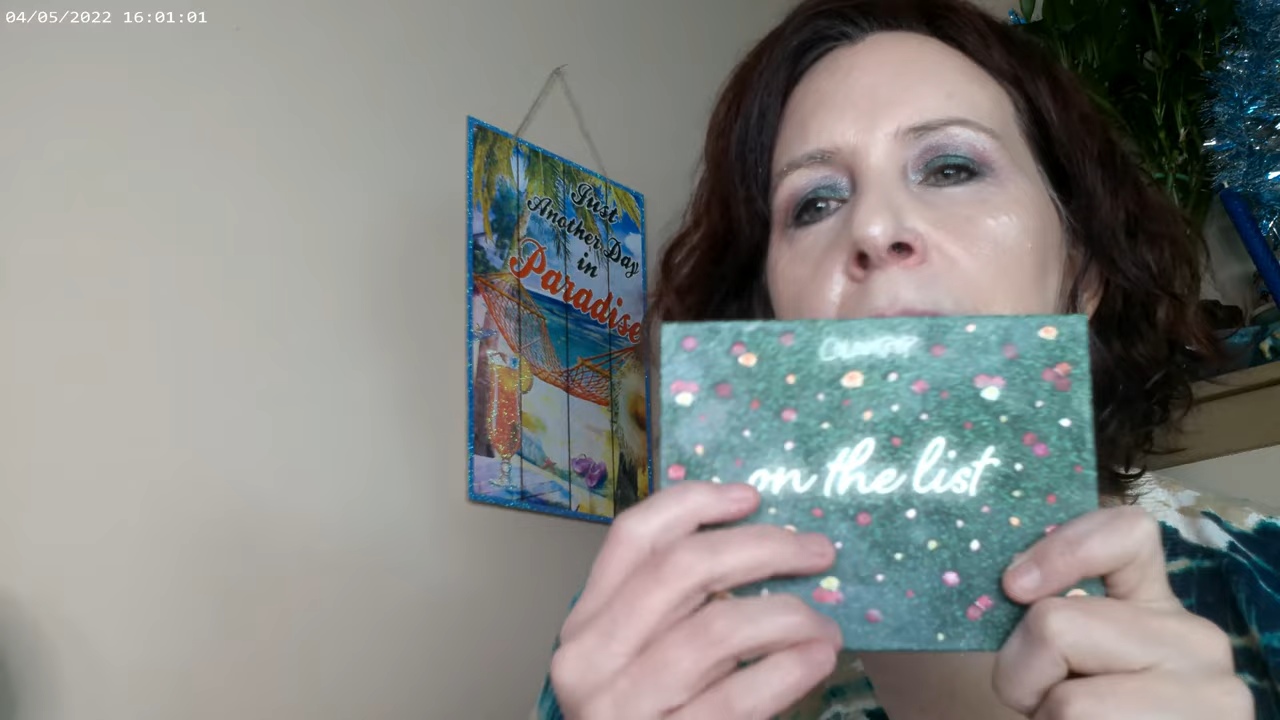 04/05/2022 16:01:01
Just
Another Day
in
Paradise
COLOURPOP
on the list